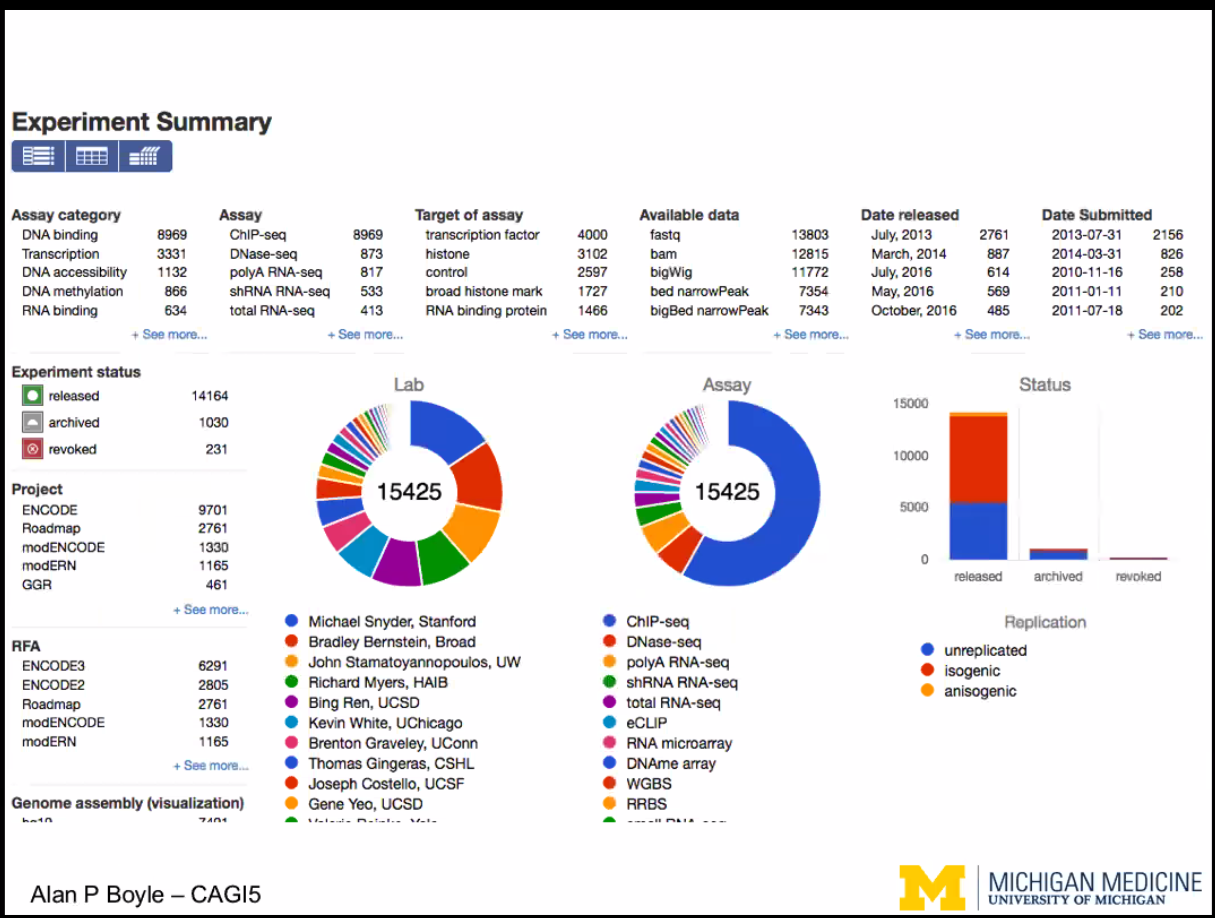 Experiment Summary
Assay category
DNA binding 8969
Transcription 3331
DNA accessibility 1132
DNA methylation 866
RNA binding 634
+ See more...
Assay
ChIP-seq 8969
DNase-seq 873
polyA RNA-seq 817
shRNA RNA-seq 533
total RNA-seq 413
+ See more...
Target of assay
transcription factor 4000
histone 3102
control 2597
broad histone mark 1727
RNA binding protein 1466
+ See more...
Available data
fastq 13803
bam 12815
bigWig 11772
bed narrowPeak 7354
bigBed narrowPeak 7343
+ See more...
Date released
July, 2013 2761
March, 2014 887
July, 2016 614
May, 2016 569
October, 2016 485
+ See more...
Date Submitted
2013-07-31 2156
2014-03-31 826
2010-11-16 258
2011-01-11 210
2011-07-18 202
+ See more...
Experiment status
released 14164
archived 1030
revoked 231
Project
ENCODE 9701
Roadmap 2761
modENCODE 1330
modERN 1165
GGR 461
+ See more...
RFA
ENCODE3 6291
ENCODE2 2805
Roadmap 2761
modENCODE 1330
modERN 1165
+ See more...
Genome assembly (visualization)
Lab
15425
Michael Snyder, Stanford
Bradley Bernstein, Broad
John Stamatoyannopoulos, UW
Richard Myers, HAIB
Bing Ren, UCSD
Kevin White, UChicago
Brenton Graveley, UConn
Thomas Gingeras, CSHL
Joseph Costello, UCSF
Gene Yeo, UCSD
Assay
15425
ChIP-seq
DNase-seq
polyA RNA-seq
shRNA RNA-seq
total RNA-seq
eCLIP
RNA microarray
DNAme array
WGBS
RRBS
Status
15000
10000
5000
0
released archived revoked
Replication
unreplicated
isogenic
anisogenic
Alan P Boyle – CAGI5
M
MICHIGAN MEDICINE
UNIVERSITY OF MICHIGAN